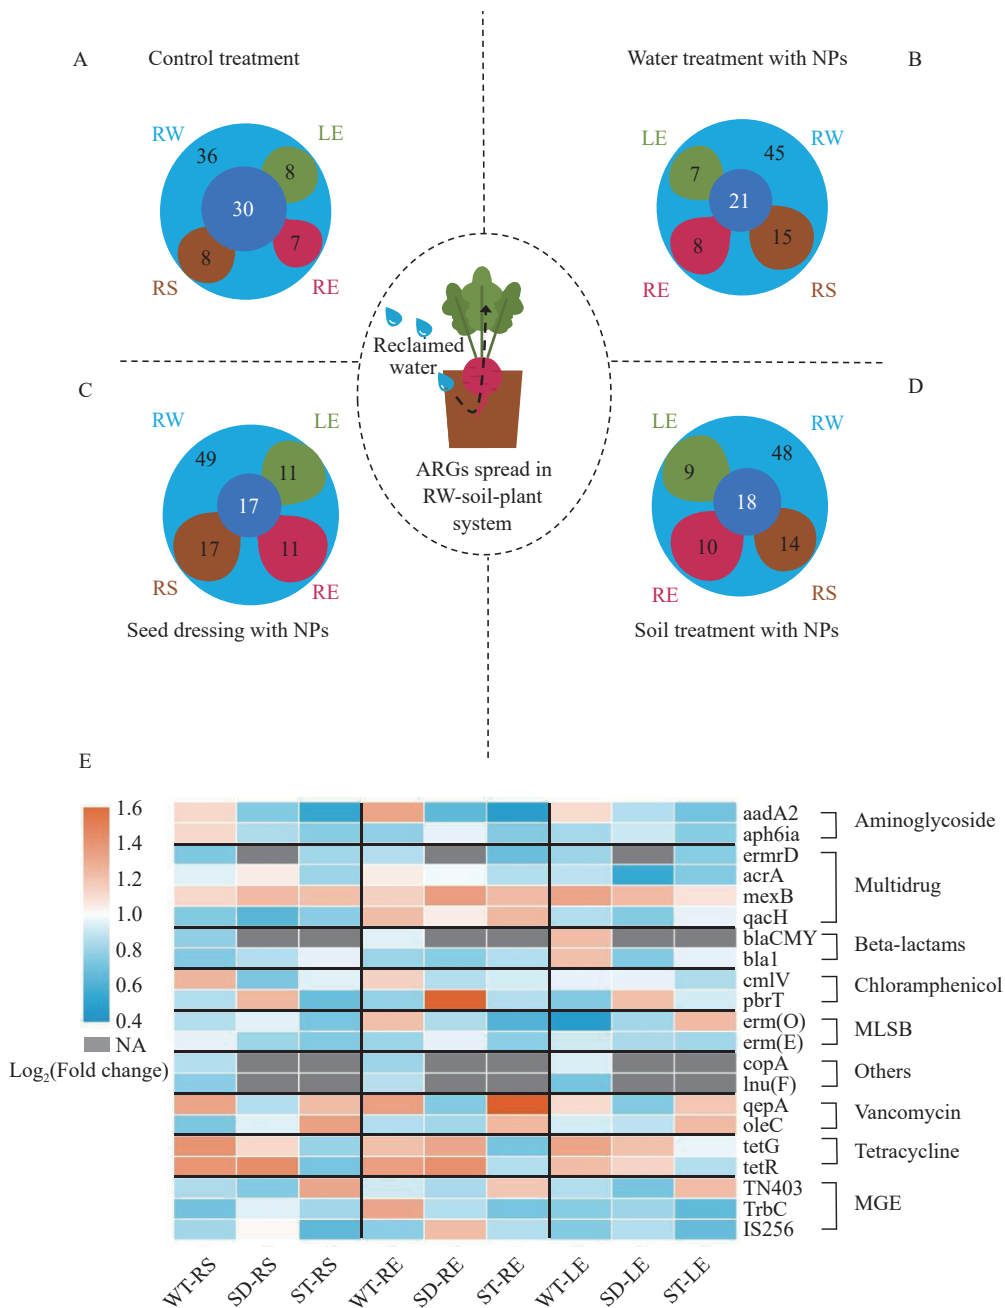 A
Control treatment
Water treatment with NPs
B
RW
LE
36
8
30
8
7
RS
RE
LE
RW
45
7
21
8
15
RE
RS
Reclaimed
water
ARGs spread in
RW-soil-plant
system
C
D
RW
LE
49
11
17
17
11
RS
RE
Seed dressing with NPs
LE
RW
48
9
18
10
14
RE
RS
Soil treatment with NPs
E
1.6
1.4
1.2
1.0
0.8
0.6
0.4
NA
Log₂(Fold change)
aadA2
aph6ia
ermrD
acrA
mexB
qacH
blaCMY
bla1
cmlV
pbrT
erm(O)
erm(E)
copA
lnu(F)
qepA
oleC
tetG
tetR
TN403
TrbC
IS256
Aminoglycoside
Multidrug
Beta-lactams
Chloramphenicol
MLSB
Others
Vancomycin
Tetracycline
MGE
WT-RS
SD-RS
ST-RS
WT-RE
SD-RE
ST-RE
WT-LE
SD-LE
ST-LE